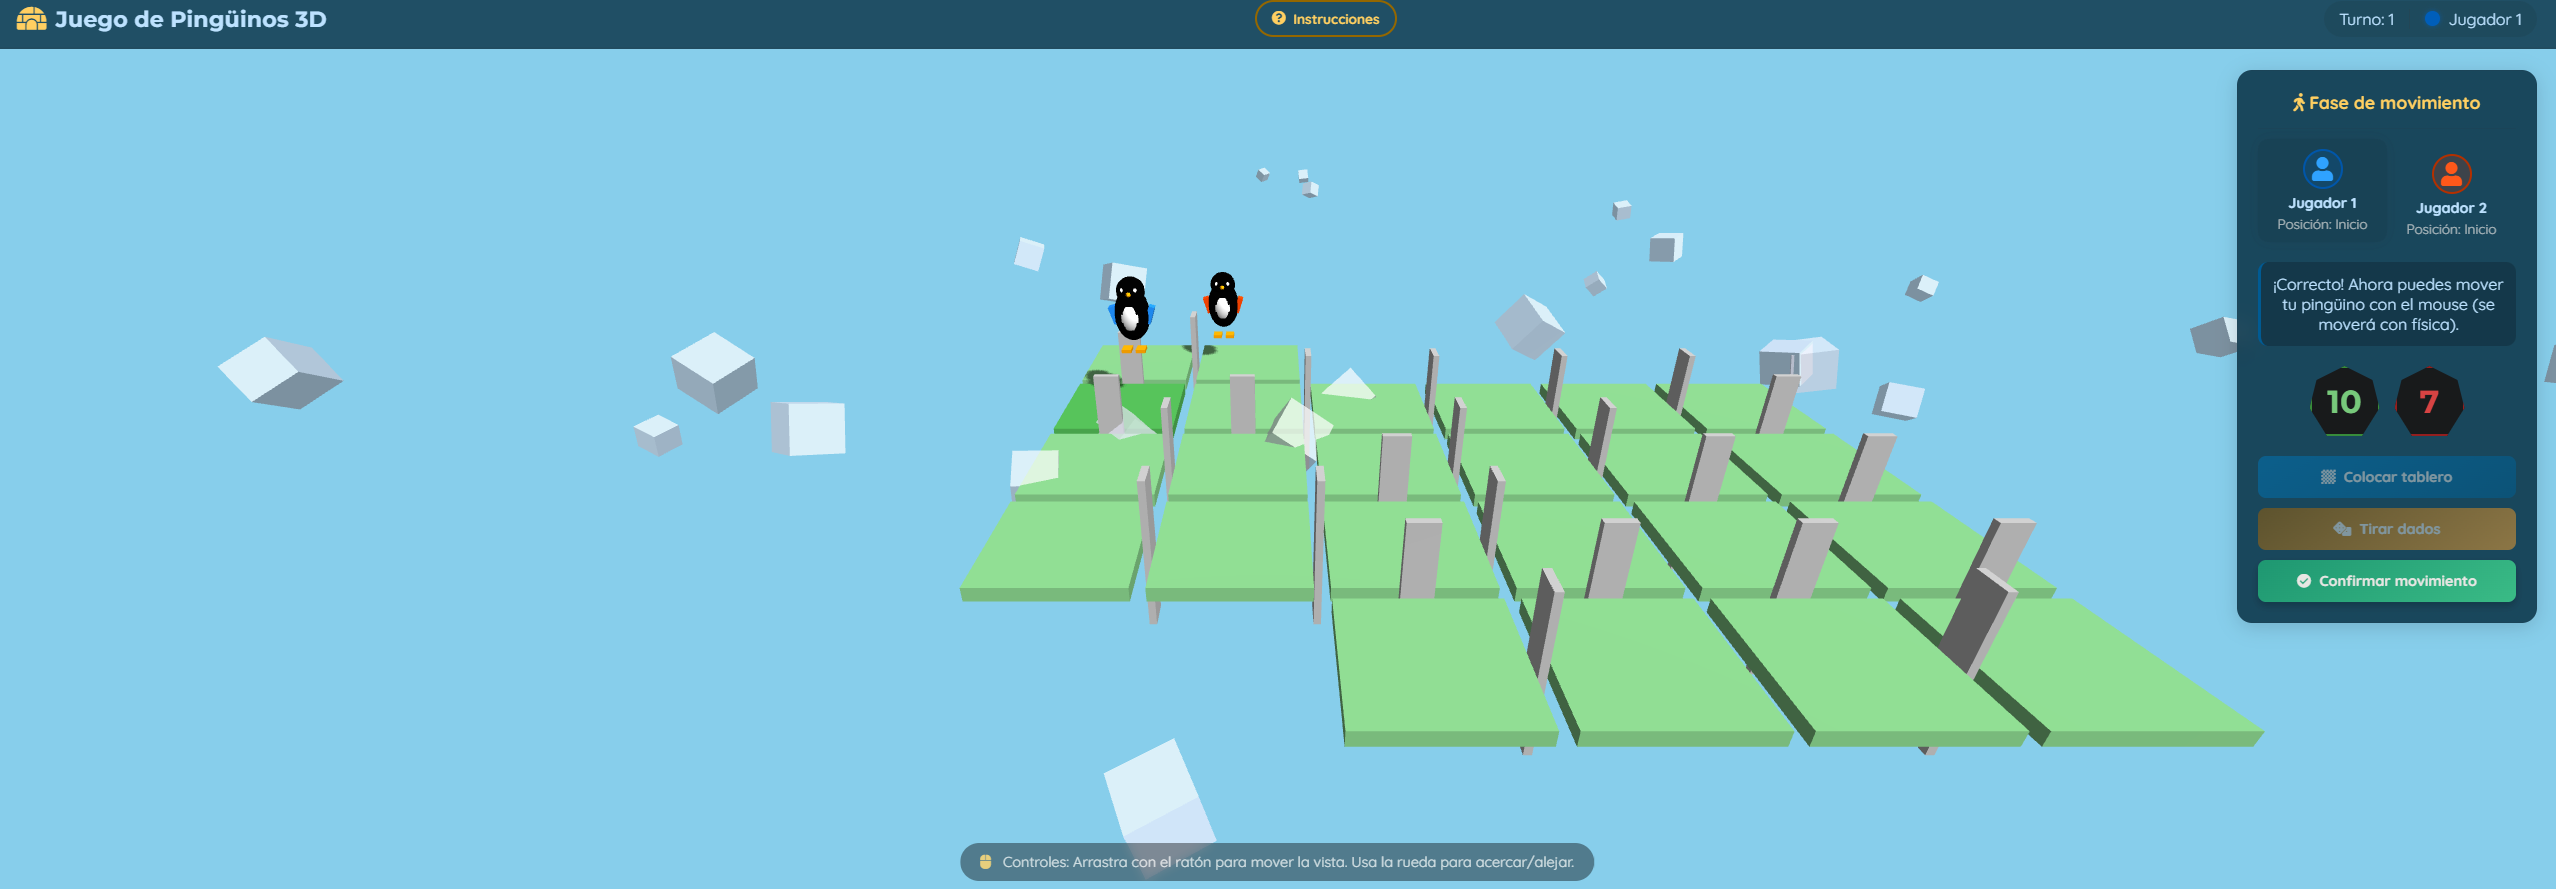 Juego de Pingüinos 3D
Instrucciones
Turno: 1
Jugador 1
Fase de movimiento
Jugador 1
Posición: Inicio
Jugador 2
Posición: Inicio
¡Correcto! Ahora puedes mover
tu pingüino con el mouse (se
moverá con física).
10
7
Colocar tablero
Tirar dados
Confirmar movimiento
Controles: Arrastra con el ratón para mover la vista. Usa la rueda para acercar/alejar.